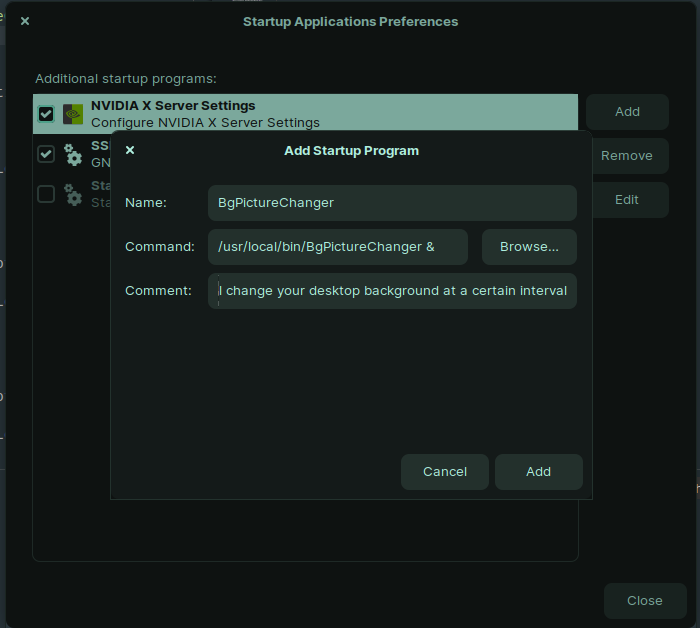 Startup Applications Preferences
Additional startup programs:
NVIDIA X Server Settings
Configure NVIDIA X Server Settings
Add
SS
GN
Remove
Sta
Sta
Edit
Add Startup Program
Name: BgPictureChanger
Command: /usr/local/bin/BgPictureChanger & Browse...
Comment: I change your desktop background at a certain interval
Cancel Add
Close